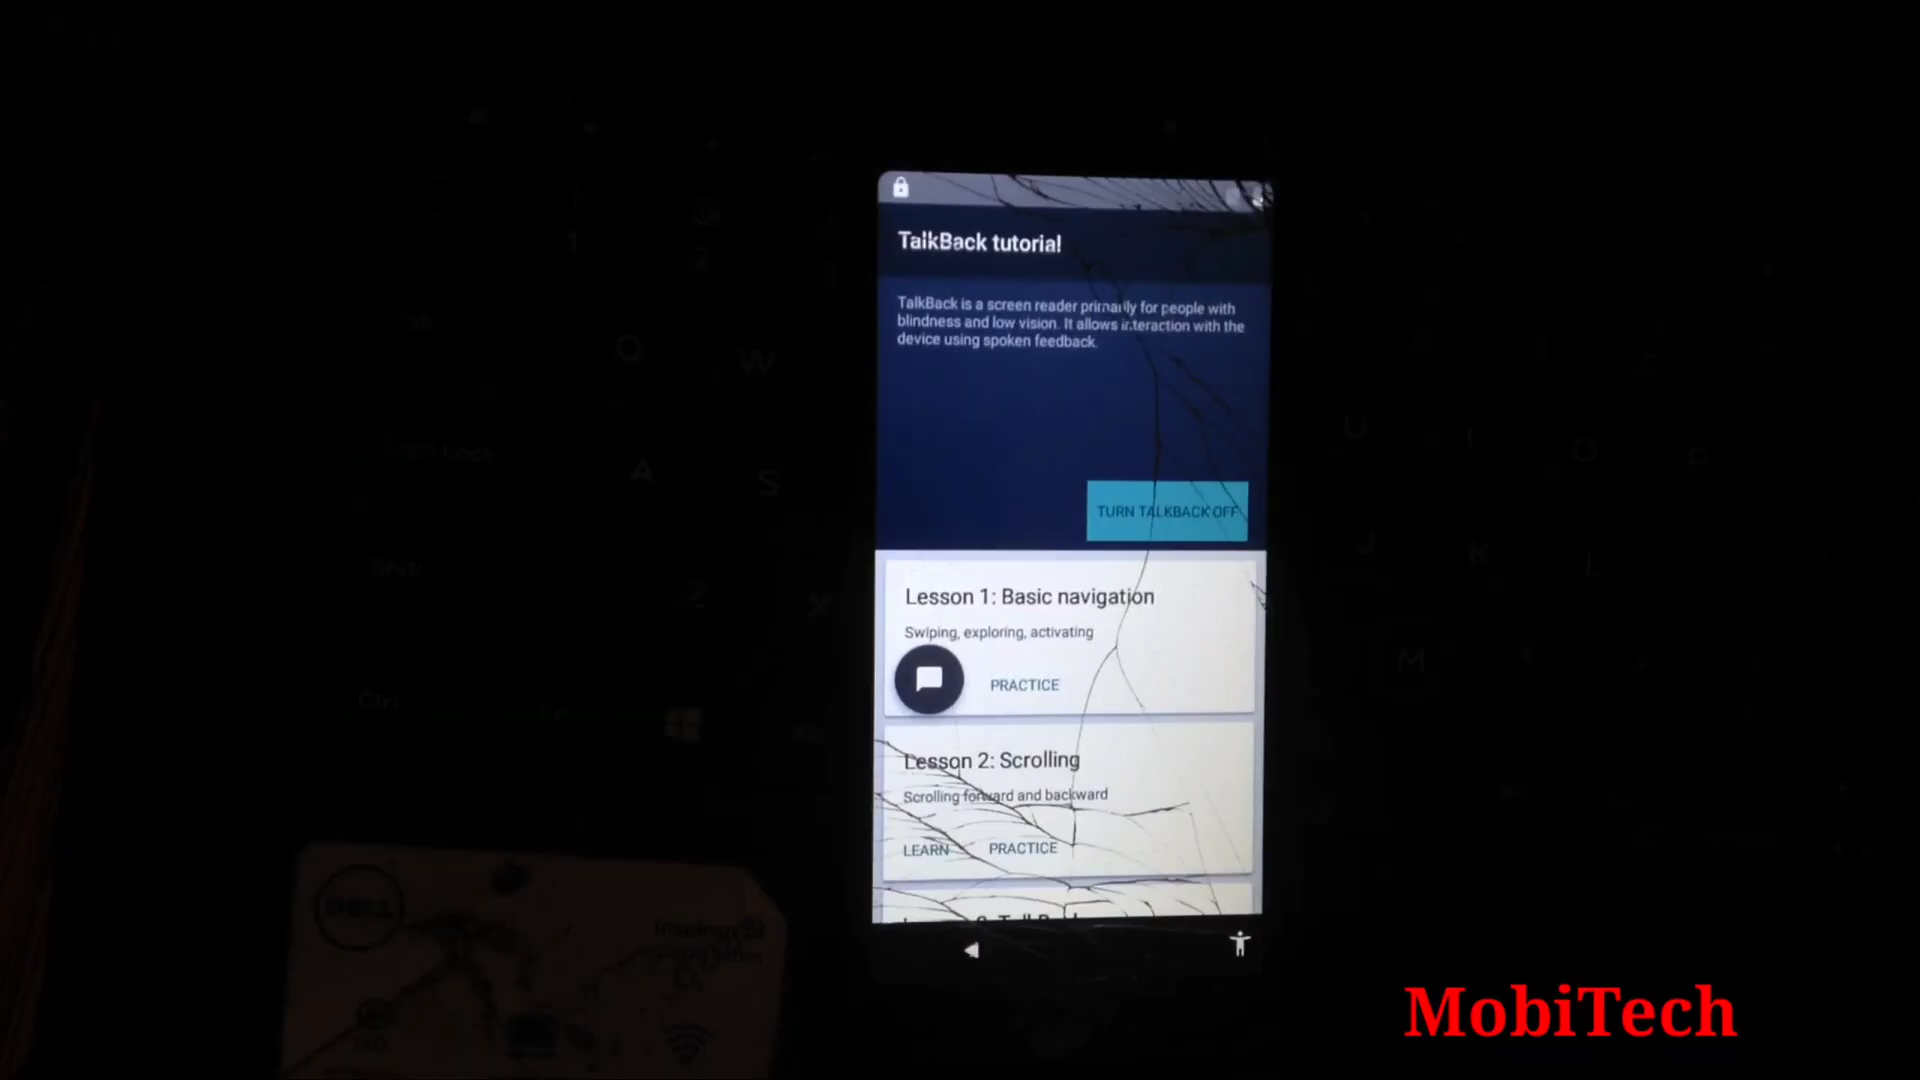 TalkBack tutorial
TalkBack is a screen reader primarily for people with
blindness and low vision. It allows interaction with the
device using spoken feedback.
TURN TALKBACK OFF
Lesson 1: Basic navigation
Swiping, exploring, activating
PRACTICE
Lesson 2: Scrolling
Scrolling forward and backward
LEARN PRACTICE
Q W
U I O P
A S
J K L
Z X
M
Ctrl
DELL
MobiTech